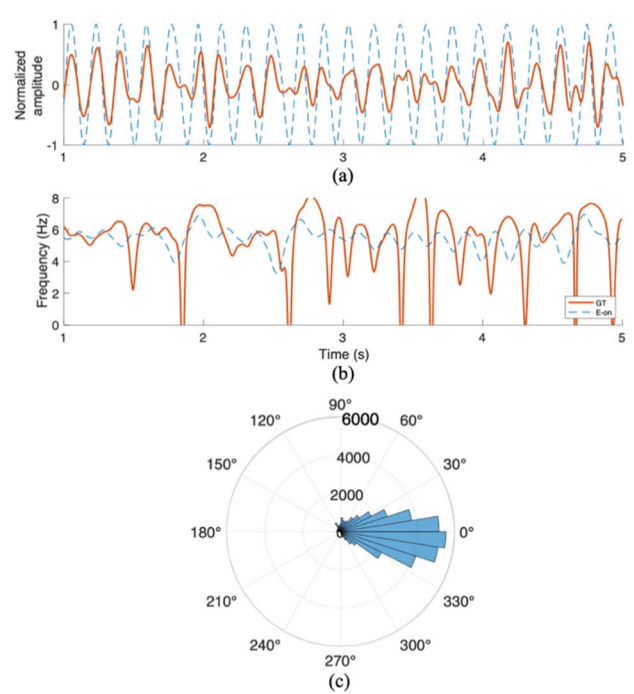 Normalized
amplitude
1
0
-1
1 2 3 4 5
(a)
Frequency (Hz)
8
6
4
2
0
GT
E-on
1 2 3 4 5
Time (s)
(b)
90°
120° 6000 60°
4000
150° 30°
2000
180° 0 0°
210° 330°
240° 300°
270°
(c)